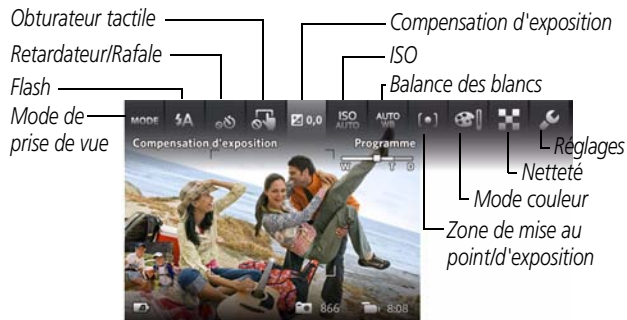 Obturateur tactile
Retardateur/Rafale
Flash
Mode de
prise de vue
Compensation d'exposition
ISO
Balance des blancs
MODE
ϟA
0,0
ISO
AUTO
AUTO
WB
Compensation d'exposition
Programme
W T
866
8:08
Réglages
Netteté
Mode couleur
Zone de mise au
point/d'exposition